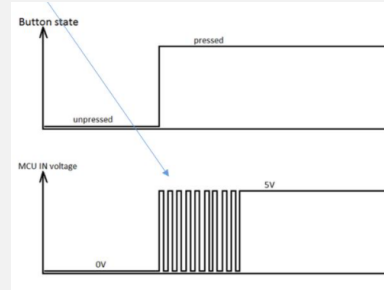 Button state
pressed
unpressed
MCU IN voltage
5V
0V